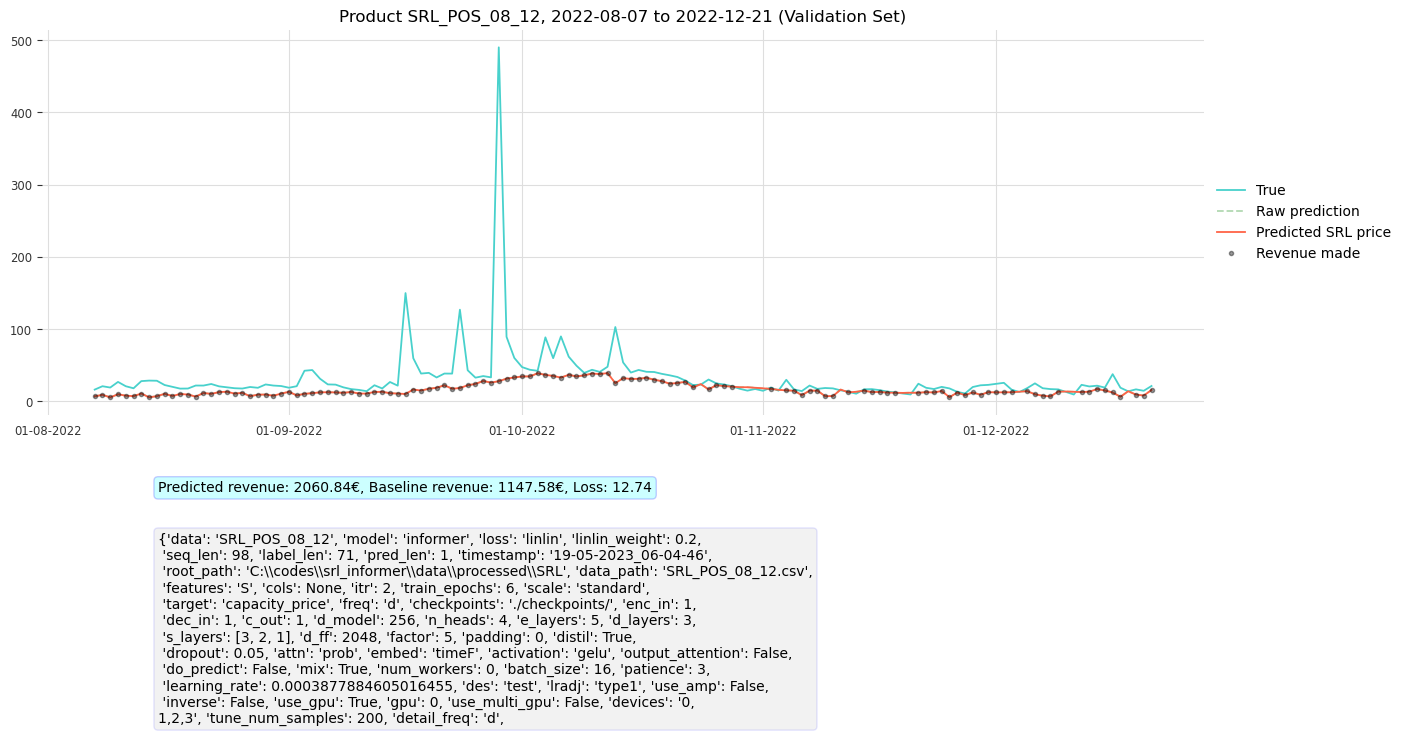 Product SRL_POS_08_12, 2022-08-07 to 2022-12-21 (Validation Set)
500
400
300
200
100
0
01-08-2022
01-09-2022
01-10-2022
01-11-2022
01-12-2022
True
Raw prediction
Predicted SRL price
Revenue made
Predicted revenue: 2060.84€, Baseline revenue: 1147.58€, Loss: 12.74
{'data': 'SRL_POS_08_12', 'model': 'informer', 'loss': 'linlin', 'linlin_weight': 0.2,
'seq_len': 98, 'label_len': 71, 'pred_len': 1, 'timestamp': '19-05-2023_06-04-46',
'root_path': 'C:\\codes\\srl_informer\\data\\processed\\SRL', 'data_path': 'SRL_POS_08_12.csv',
'features': 'S', 'cols': None, 'itr': 2, 'train_epochs': 6, 'scale': 'standard',
'target': 'capacity_price', 'freq': 'd', 'checkpoints': './checkpoints/', 'enc_in': 1,
'dec_in': 1, 'c_out': 1, 'd_model': 256, 'n_heads': 4, 'e_layers': 5, 'd_layers': 3,
's_layers': [3, 2, 1], 'd_ff': 2048, 'factor': 5, 'padding': 0, 'distil': True,
'dropout': 0.05, 'attn': 'prob', 'embed': 'timeF', 'activation': 'gelu', 'output_attention': False,
'do_predict': False, 'mix': True, 'num_workers': 0, 'batch_size': 16, 'patience': 3,
'learning_rate': 0.0003877884605016455, 'des': 'test', 'lradj': 'type1', 'use_amp': False,
'inverse': False, 'use_gpu': True, 'gpu': 0, 'use_multi_gpu': False, 'devices': '0,
1,2,3', 'tune_num_samples': 200, 'detail_freq': 'd',